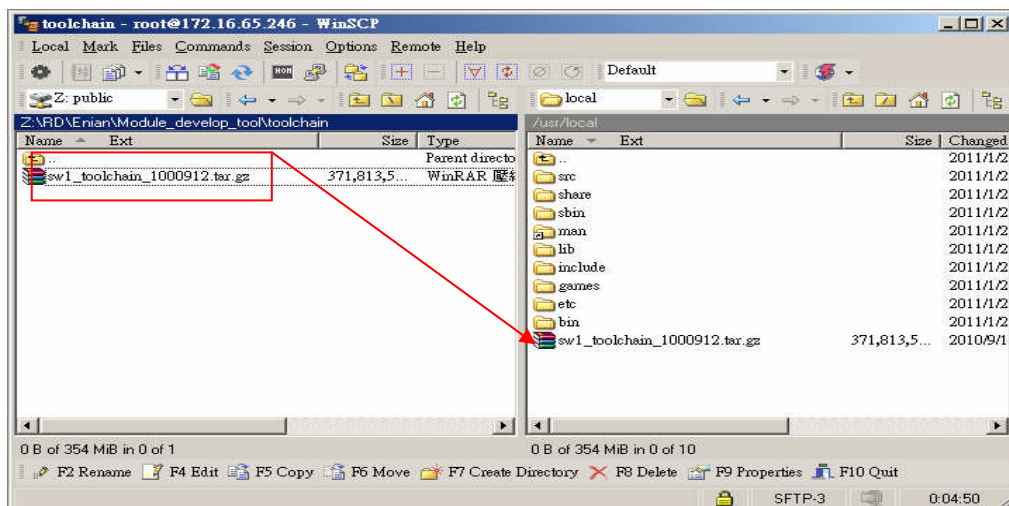 toolchain - root@172.16.65.246 - WinSCP
Local Mark Files Commands Session Options Remote Help
Default
Z: public
local
Z:\RD\Enian\Module_develop_tool\toolchain
/usr/local
Name Ext Size Type
Name Ext Size Changed
.. Parent directo
.. 2011/1/2
sw1_toolchain_1000912.tar.gz 371,813,5... WinRAR 壓
src 2011/1/2
share 2011/1/2
sbin 2011/1/2
man 2011/1/2
lib 2011/1/2
include 2011/1/2
games 2011/1/2
etc 2011/1/2
bin 2011/1/2
sw1_toolchain_1000912.tar.gz 371,813,5... 2010/9/1
0 B of 354 MiB in 0 of 1
0 B of 354 MiB in 0 of 10
F2 Rename F4 Edit F5 Copy F6 Move F7 Create Directory F8 Delete F9 Properties F10 Quit
SFTP-3 0:04:50